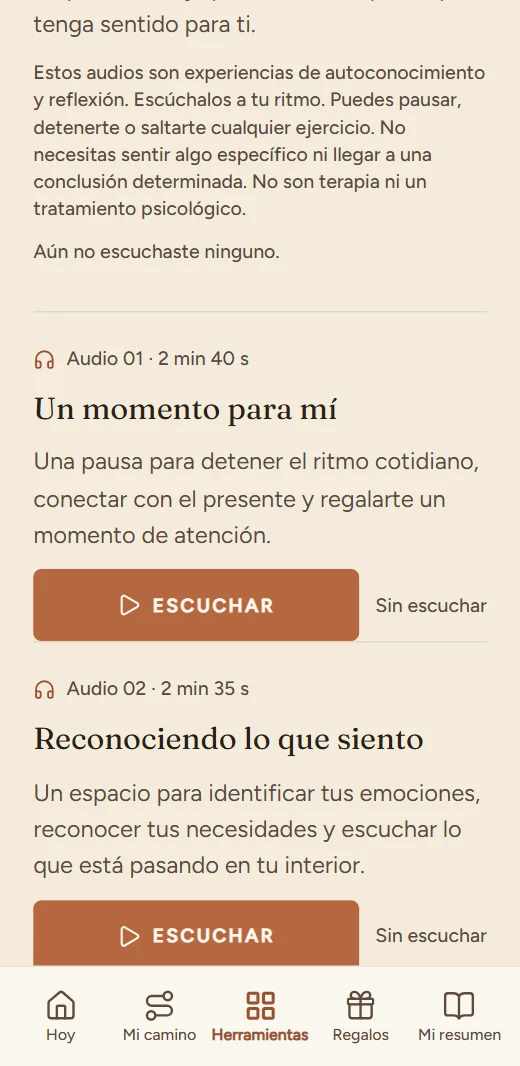 tenga sentido para ti.
Estos audios son experiencias de autoconocimiento
y reflexión. Escúchalos a tu ritmo. Puedes pausar,
detenerte o saltarte cualquier ejercicio. No
necesitas sentir algo específico ni llegar a una
conclusión determinada. No son terapia ni un
tratamiento psicológico.
Aún no escuchaste ninguno.
Audio 01 · 2 min 40 s
Un momento para mí
Una pausa para detener el ritmo cotidiano,
conectar con el presente y regalarte un
momento de atención.
ESCUCHAR
Sin escuchar
Audio 02 · 2 min 35 s
Reconociendo lo que siento
Un espacio para identificar tus emociones,
reconocer tus necesidades y escuchar lo
que está pasando en tu interior.
ESCUCHAR
Sin escuchar
Hoy
Mi camino
Herramientas
Regalos
Mi resumen